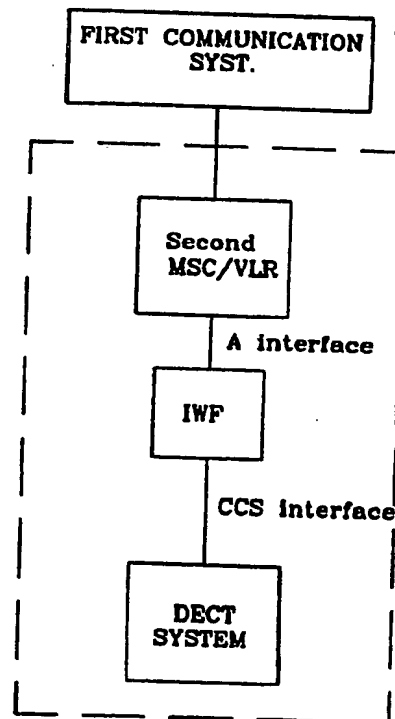 FIRST COMMUNICATION
SYST.
Second
MSC/VLR
A interface
IWF
CCS interface
DECT
SYSTEM